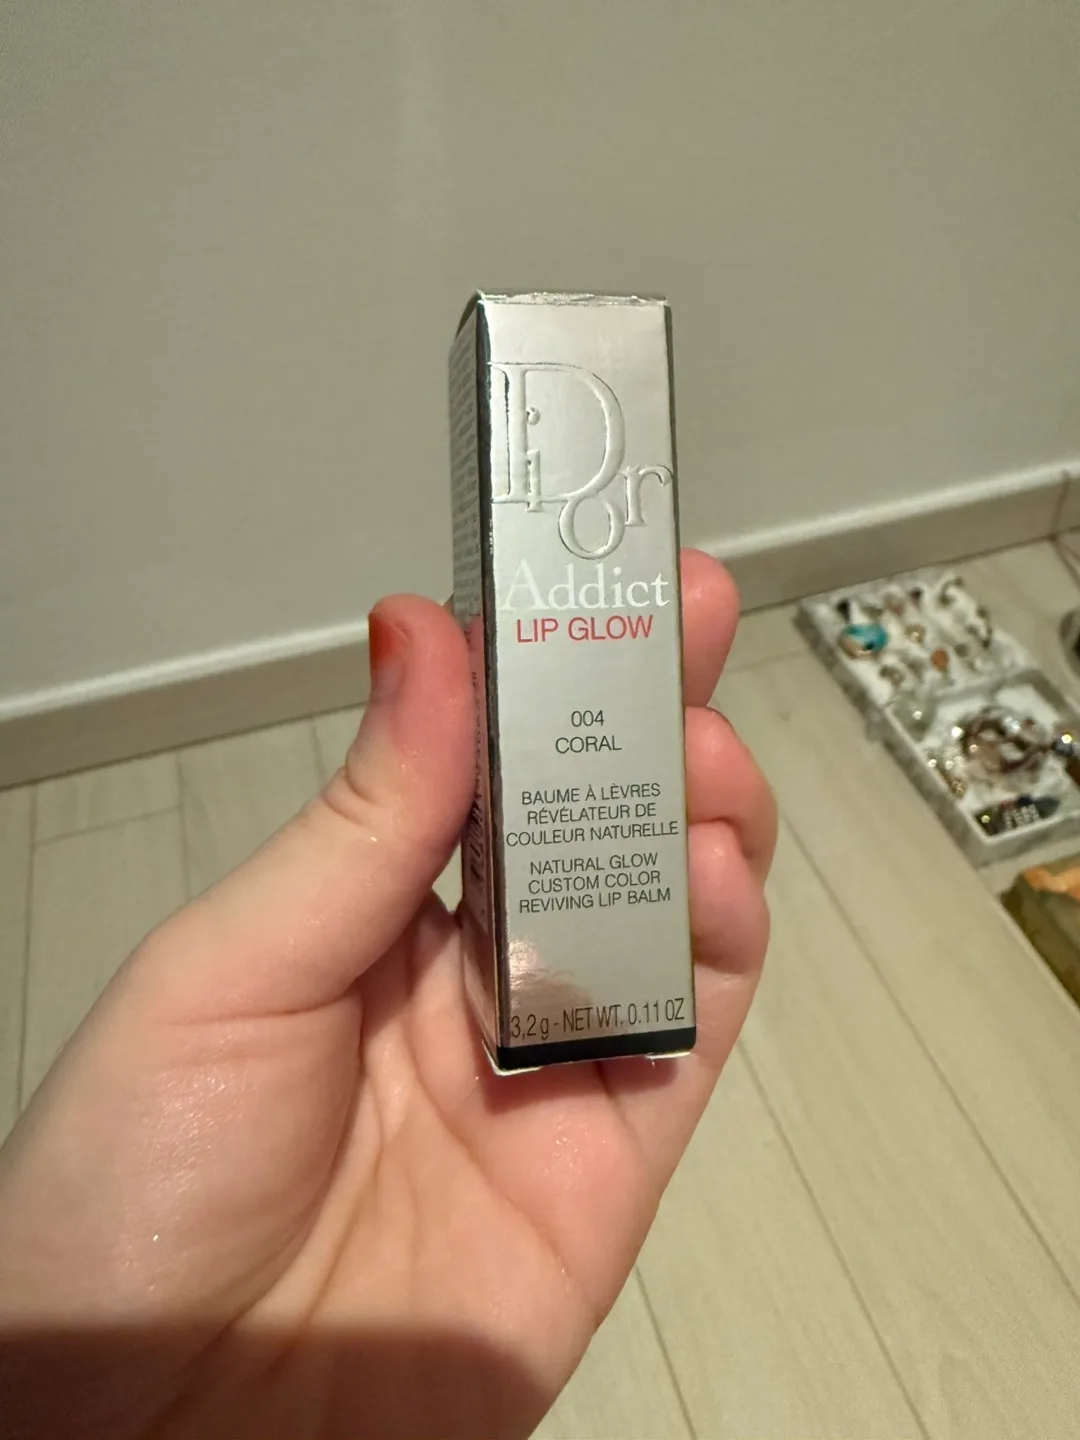 Dior
Addict
LIP GLOW
004
CORAL
BAUME À LÈVRES
RÉVÉLATEUR DE
COULEUR NATURELLE
NATURAL GLOW
CUSTOM COLOR
REVIVING LIP BALM
3,2 g - NET WT. 0.11 OZ